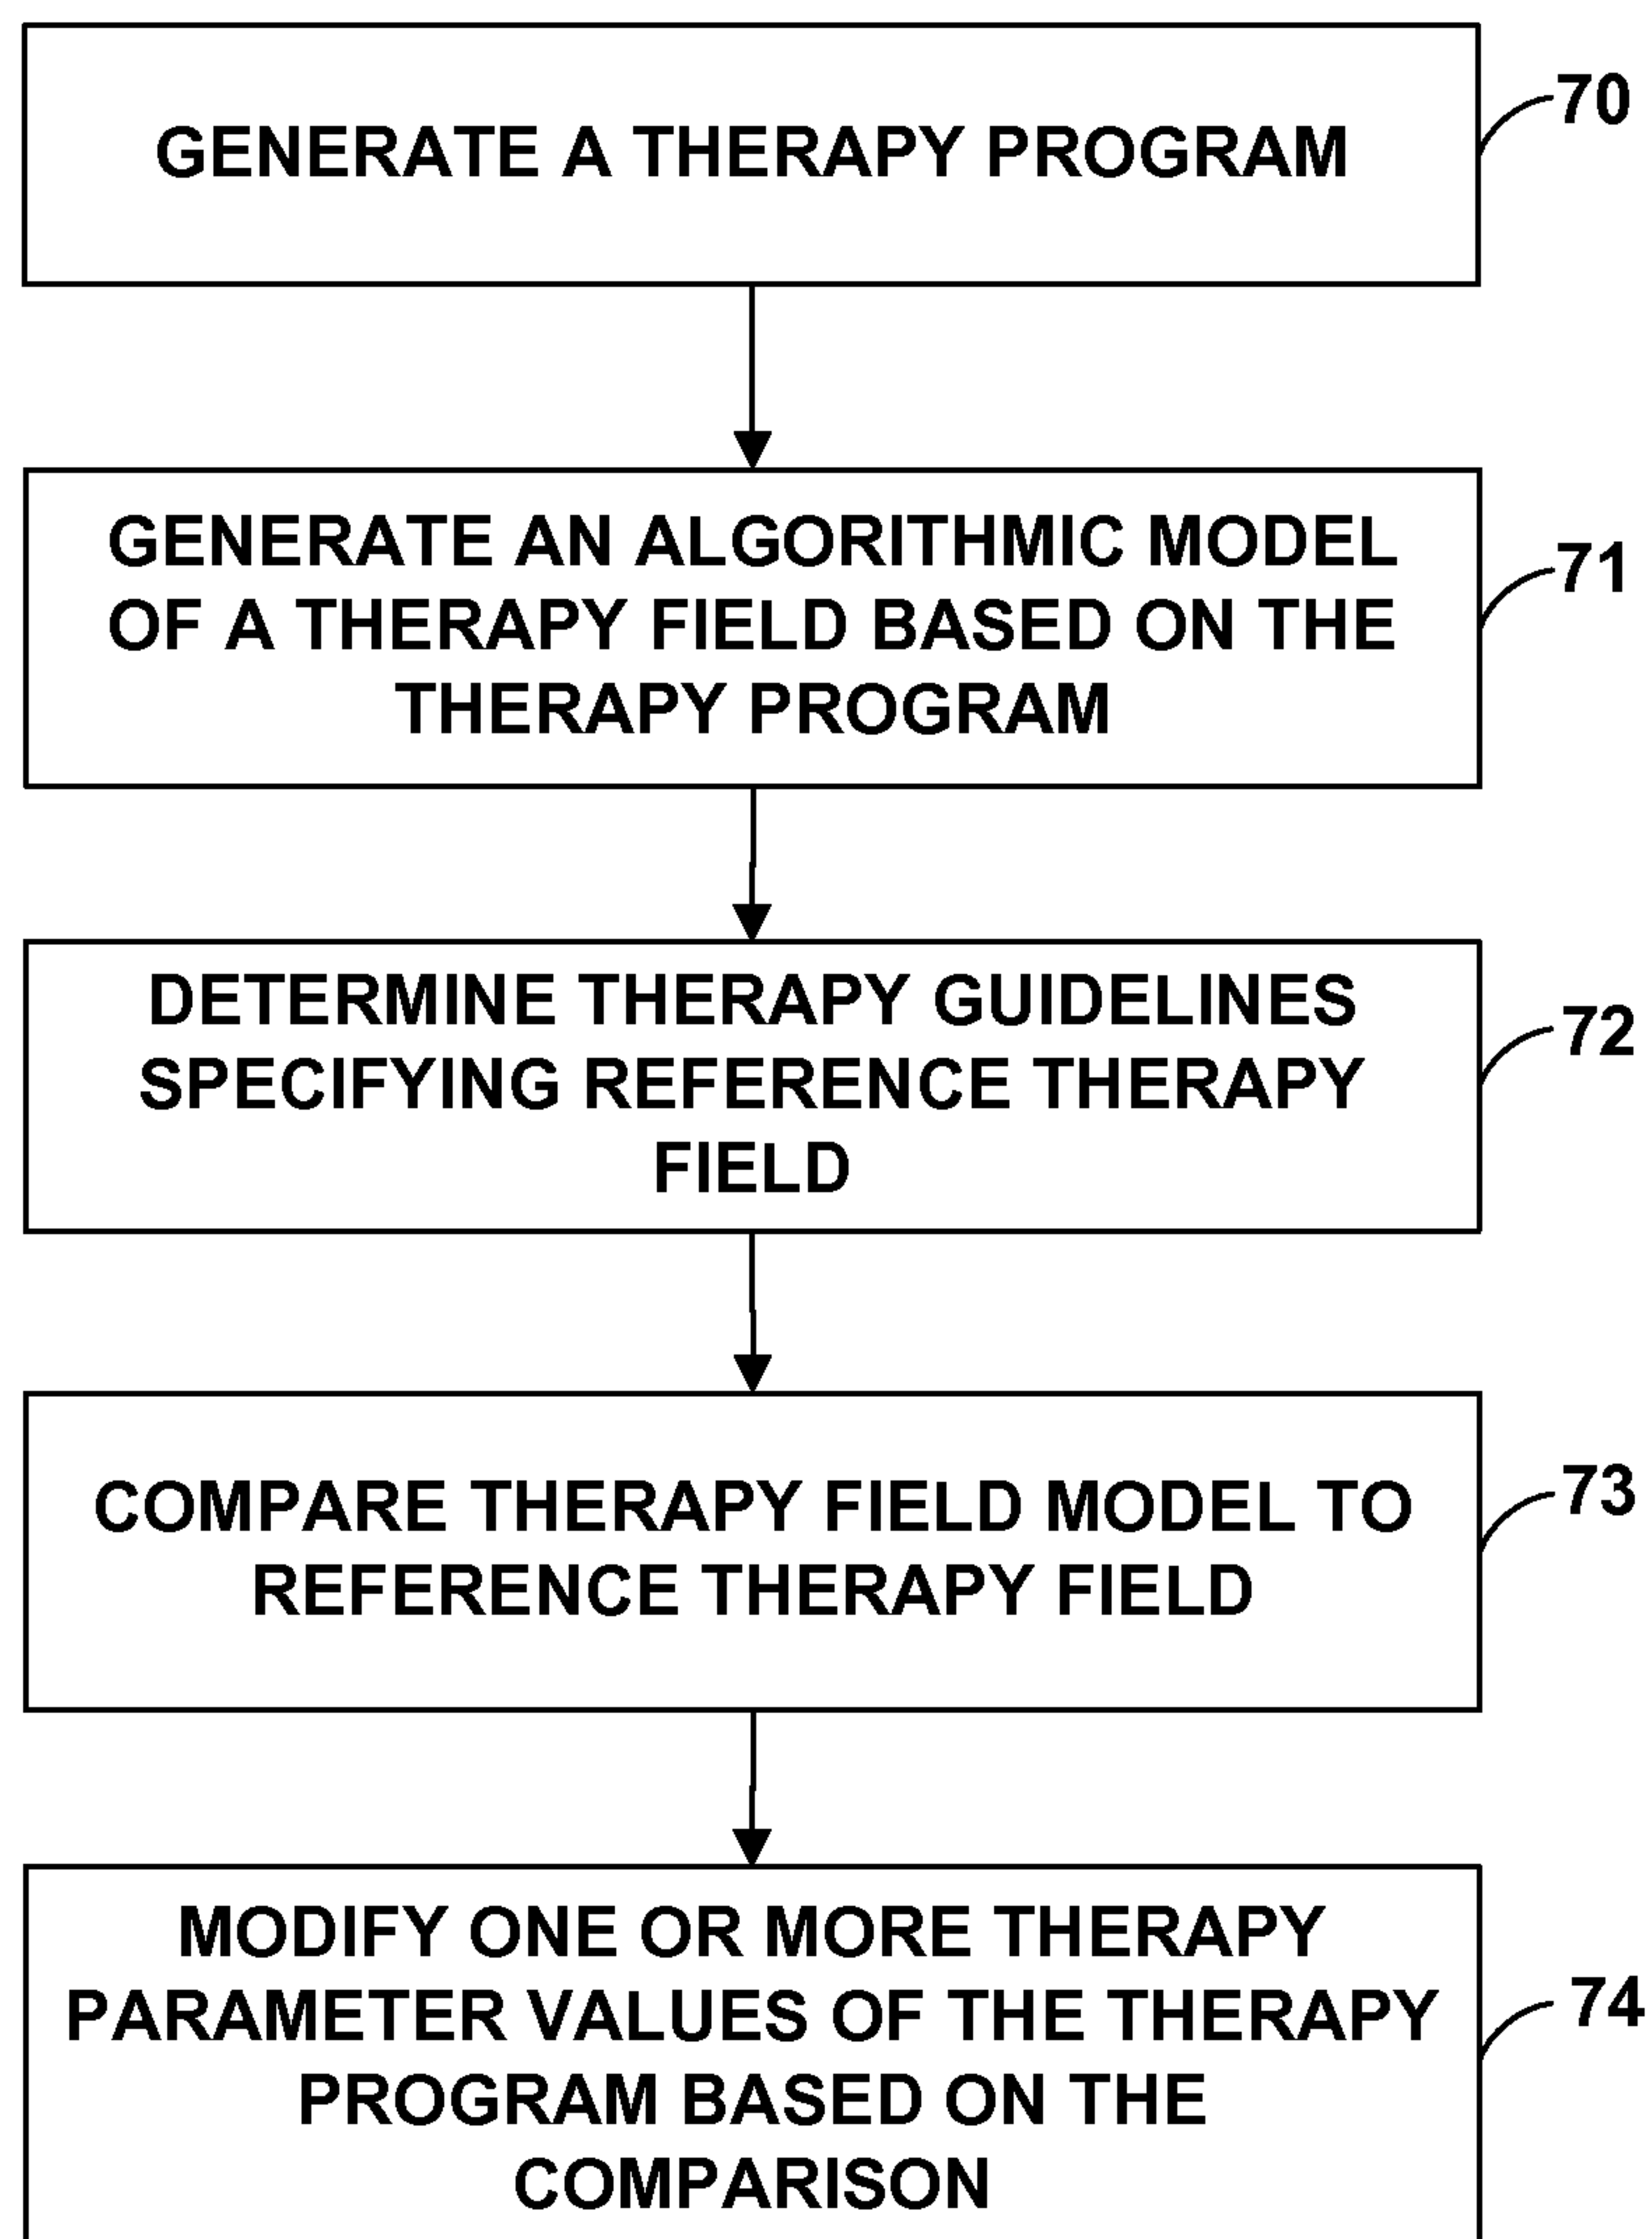 GENERATE A THERAPY PROGRAM
70
GENERATE AN ALGORITHMIC MODEL
OF A THERAPY FIELD BASED ON THE
THERAPY PROGRAM
71
DETERMINE THERAPY GUIDELINES
SPECIFYING REFERENCE THERAPY
FIELD
72
COMPARE THERAPY FIELD MODEL TO
REFERENCE THERAPY FIELD
73
MODIFY ONE OR MORE THERAPY
PARAMETER VALUES OF THE THERAPY
PROGRAM BASED ON THE
COMPARISON
74